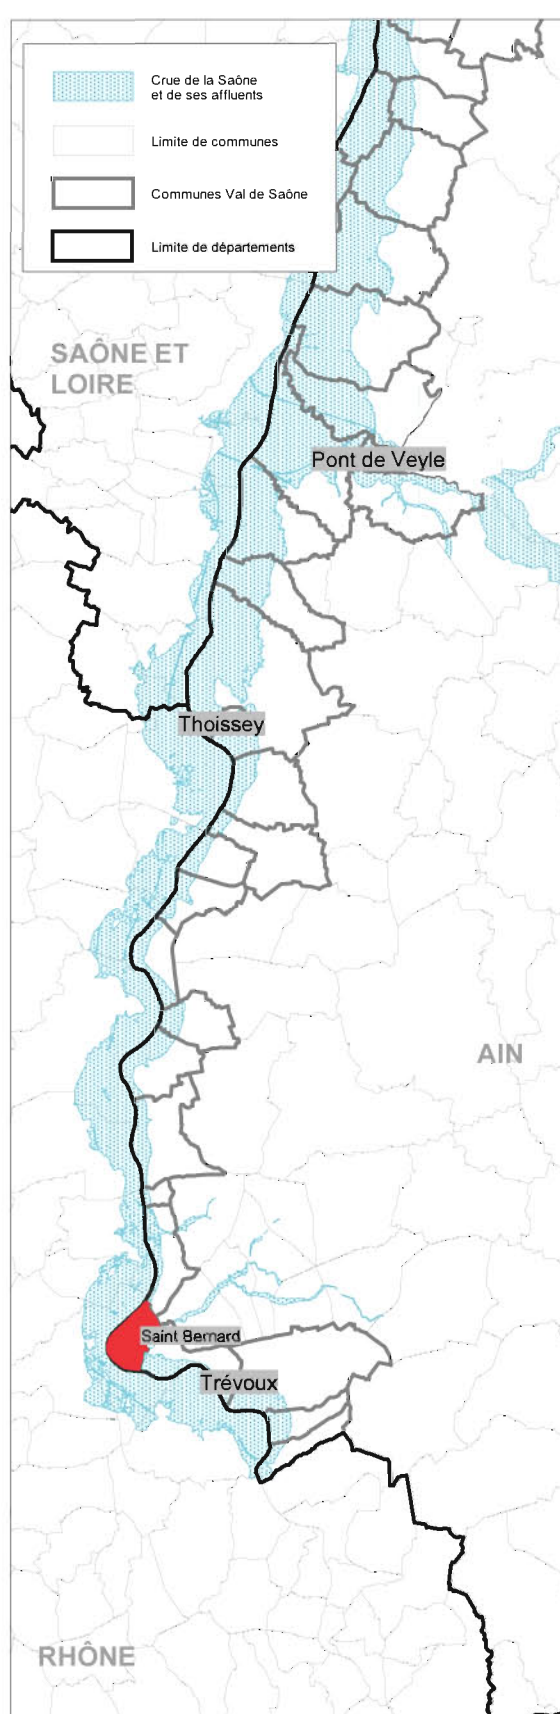 Crue de la Saône
et de ses affluents
Limite de communes
Communes Val de Saône
Limite de départements
SAÔNE ET
LOIRE
Pont de Veyle
Thoissey
AIN
Saint Bernard
Trévoux
RHÔNE